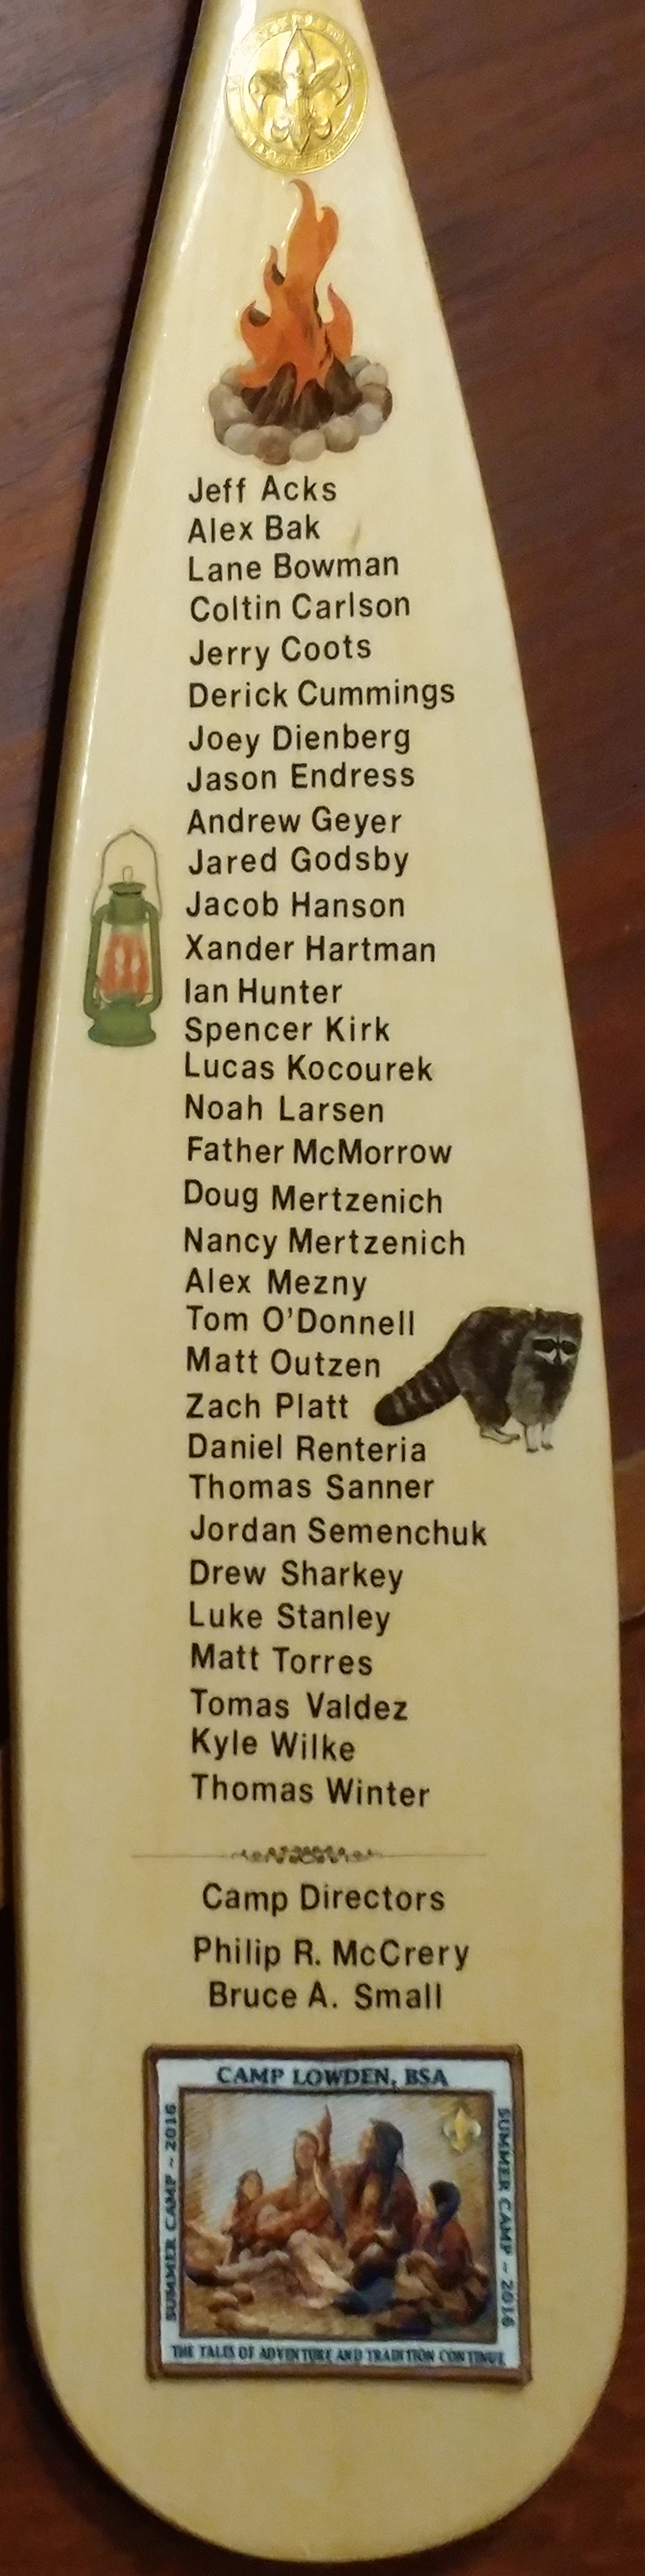 Jeff Acks
Alex Bak
Lane Bowman
Coltin Carlson
Jerry Coots
Derick Cummings
Joey Dienberg
Jason Endress
Andrew Geyer
Jared Godsby
Jacob Hanson
Xander Hartman
Ian Hunter
Spencer Kirk
Lucas Kocourek
Noah Larsen
Father McMorrow
Doug Mertzenich
Nancy Mertzenich
Alex Mezny
Tom O'Donnell
Matt Outzen
Zach Platt
Daniel Renteria
Thomas Sanner
Jordan Semenchuk
Drew Sharkey
Luke Stanley
Matt Torres
Tomas Valdez
Kyle Wilke
Thomas Winter
Camp Directors
Philip R. McCrery
Bruce A. Small
CAMP LOWDEN, BSA
SUMMER CAMP ~ 2016
SUMMER CAMP ~ 2016
THE TALES OF ADVENTURE AND TRADITION CONTINUE